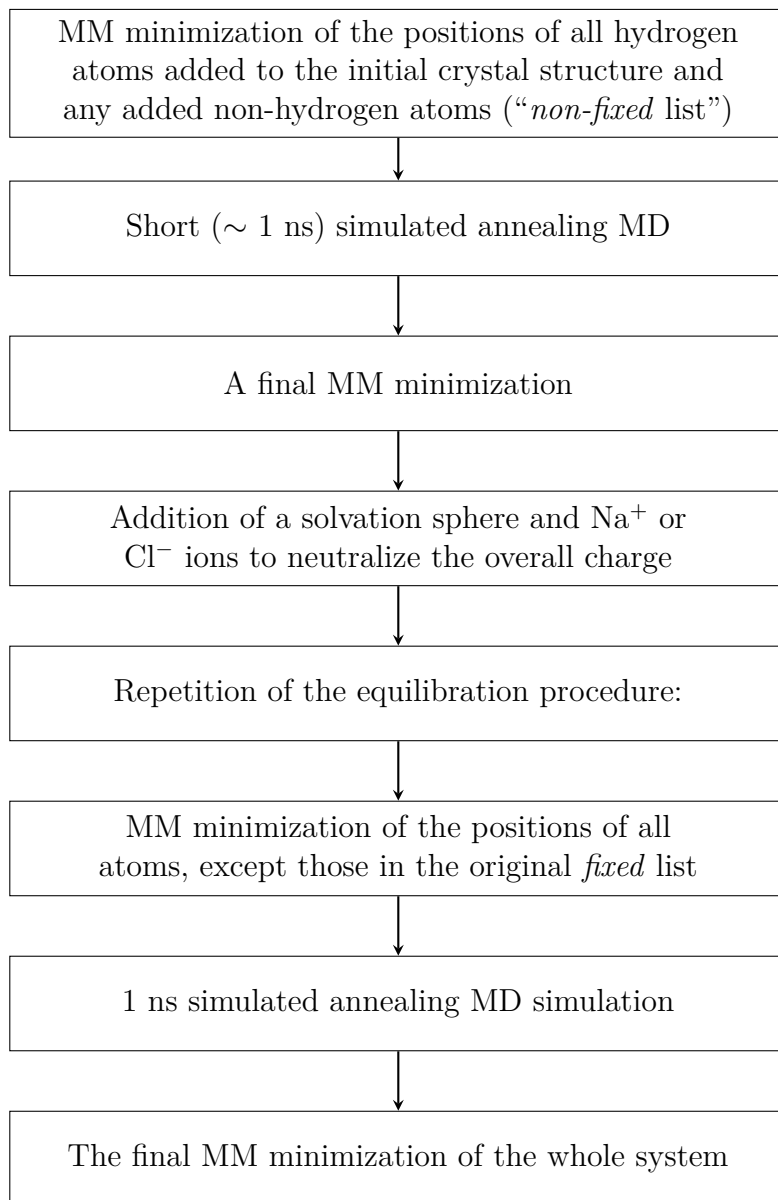 MM minimization of the positions of all hydrogen
atoms added to the initial crystal structure and
any added non-hydrogen atoms (“non-fixed list”)
Short (∼ 1 ns) simulated annealing MD
A final MM minimization
Addition of a solvation sphere and Na⁺ or
Cl⁻ ions to neutralize the overall charge
Repetition of the equilibration procedure:
MM minimization of the positions of all
atoms, except those in the original fixed list
1 ns simulated annealing MD simulation
The final MM minimization of the whole system